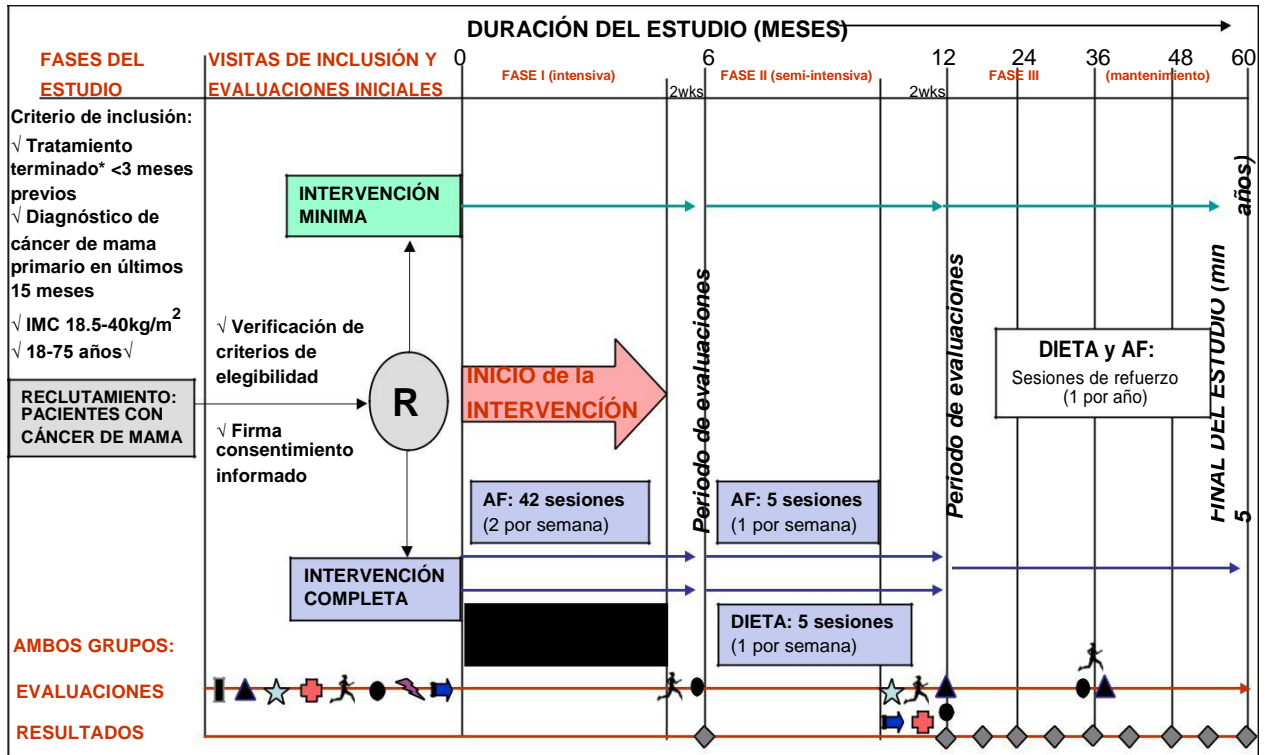 DURACIÓN DEL ESTUDIO (MESES)
FASES DEL
ESTUDIO
VISITAS DE INCLUSIÓN Y
EVALUACIONES INICIALES
0
6
12
24
36
48
60
FASE I (intensiva)
FASE II (semi-intensiva)
FASE III
(mantenimiento)
2wks
2wks
Criterio de inclusión:
√ Tratamiento
terminado* <3 meses
previos
√ Diagnóstico de
cáncer de mama
primario en últimos
15 meses
√ IMC 18.5-40kg/m2
√ 18-75 años√
RECLUTAMIENTO:
PACIENTES CON
CÁNCER DE MAMA
√ Verificación de
criterios de
elegibilidad
√ Firma
consentimiento
informado
INTERVENCIÓN
MINIMA
R
INICIO de la
INTERVENCÍÓN
INTERVENCIÓN
COMPLETA
AF: 42 sesiones
(2 por semana)
Periodo de evaluaciones
AF: 5 sesiones
(1 por semana)
DIETA: 5 sesiones
(1 por semana)
Periodo de evaluaciones
DIETA y AF:
Sesiones de refuerzo
(1 por año)
FINAL DEL ESTUDIO (min
5
años)
AMBOS GRUPOS:
EVALUACIONES
RESULTADOS